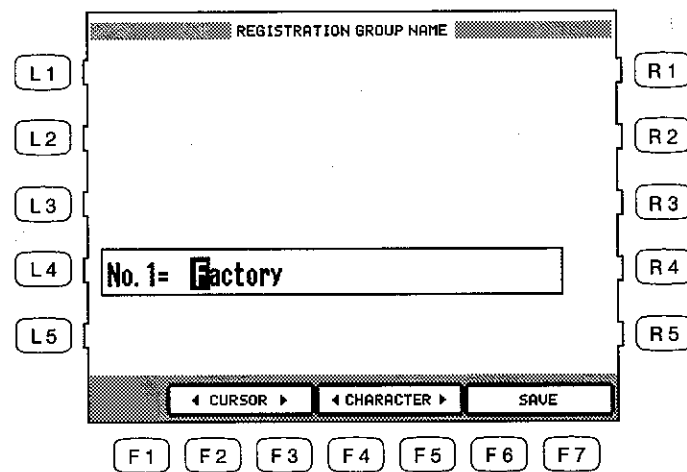 REGISTRATION GROUP NAME
L1 R1
L2 R2
L3 R3
No. 1= Factory
L4 R4
L5 R5
◀ CURSOR ▶ ◀ CHARACTER ▶ SAVE
F1 F2 F3 F4 F5 F6 F7